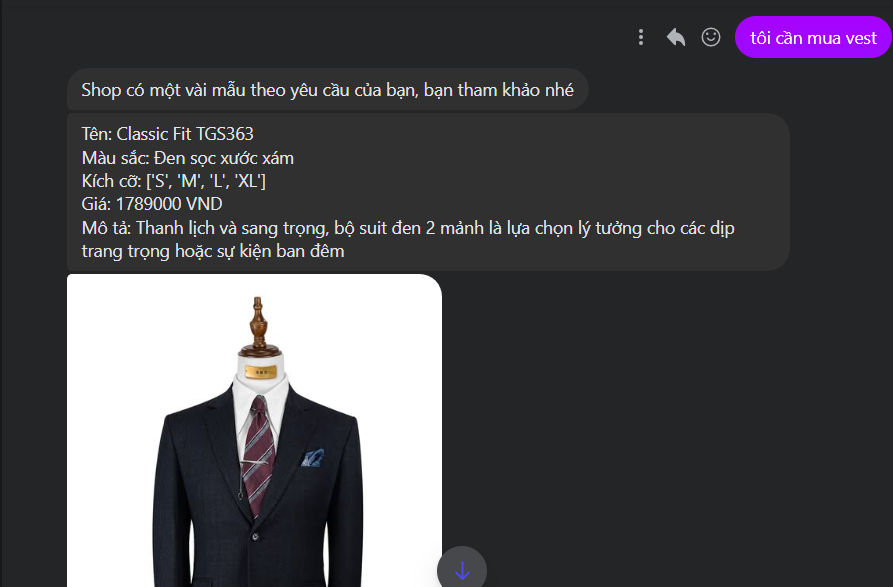 tôi cần mua vest
Shop có một vài mẫu theo yêu cầu của bạn, bạn tham khảo nhé
Tên: Classic Fit TGS363
Màu sắc: Đen sọc xước xám
Kích cỡ: ['S', 'M', 'L', 'XL']
Giá: 1789000 VND
Mô tả: Thanh lịch và sang trọng, bộ suit đen 2 mảnh là lựa chọn lý tưởng cho các dịp
trang trọng hoặc sự kiện ban đêm